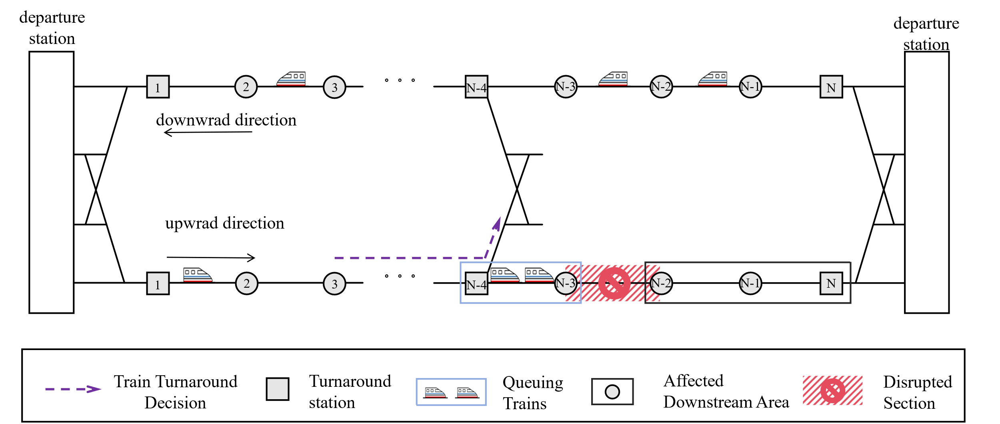 departure
station
departure
station
1
2
3
N-4
N-3
N-2
N-1
N
downwrad direction
upwrad direction
1
2
3
N-4
N-3
N-2
N-1
N
Train Turnaround
Decision
Turnaround
station
Queuing
Trains
Affected
Downstream Area
Disrupted
Section